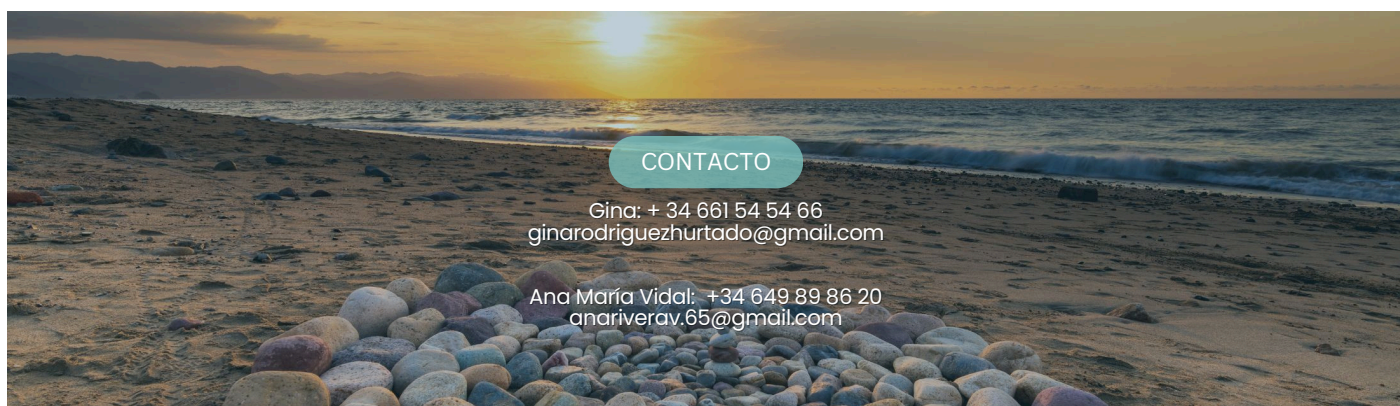 CONTACTO
Gina: + 34 661 54 54 66
ginarodriguezhurtado@gmail.com
Ana María Vidal:  +34 649 89 86 20
anariverav.65@gmail.com